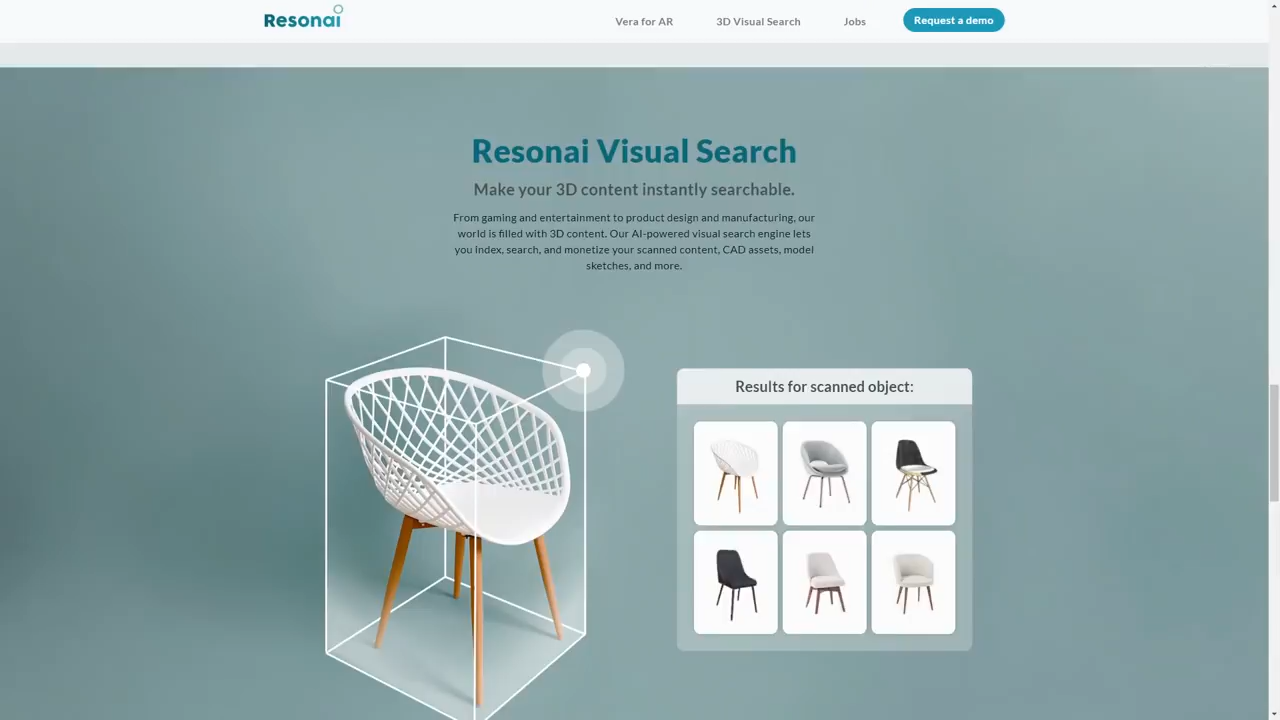 Resonai
Vera for AR
3D Visual Search
Jobs
Request a demo
Resonai Visual Search
Make your 3D content instantly searchable.
From gaming and entertainment to product design and manufacturing, our
world is filled with 3D content. Our AI-powered visual search engine lets
you index, search, and monetize your scanned content, CAD assets, model
sketches, and more.
Results for scanned object: